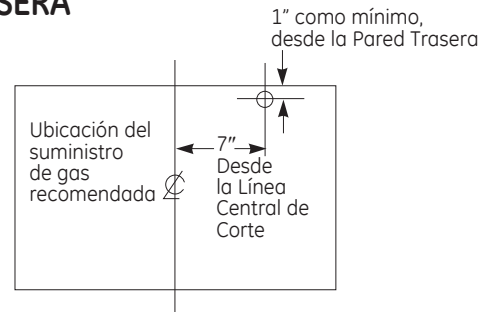 SERA
1" como mínimo,
desde la Pared Trasera
Ubicación del
suministro
de gas
recomendada
7"
Desde
la Línea
Central de
Corte